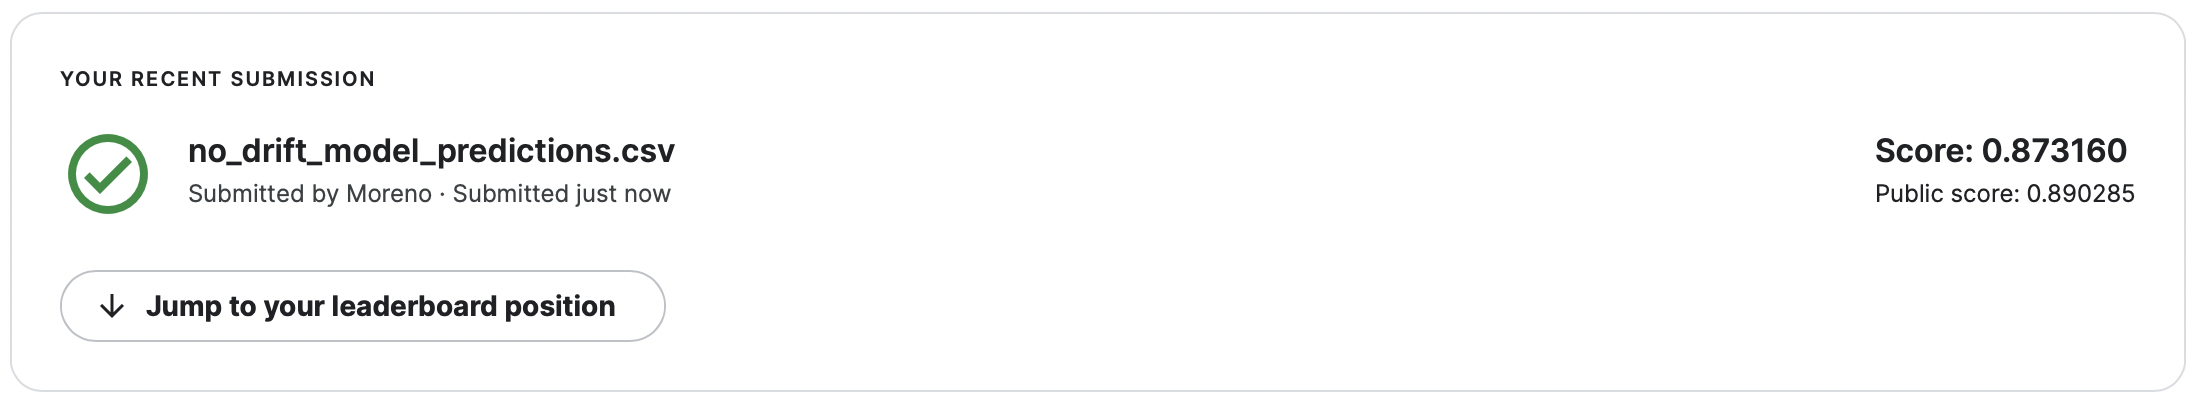 YOUR RECENT SUBMISSION
no_drift_model_predictions.csv
Submitted by Moreno · Submitted just now
Score: 0.873160
Public score: 0.890285
Jump to your leaderboard position